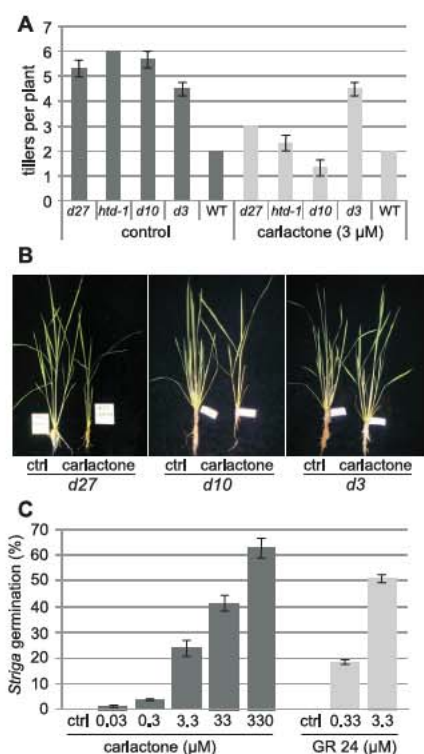 A
tillers per plant
7
6
5
4
3
2
1
0
d27 htd-1 d10 d3 WT d27 htd-1 d10 d3 WT
control carlactone (3 µM)
B
ctrl carlactone ctrl carlactone ctrl carlactone
d27 d10 d3
C
Striga germination (%)
70
60
50
40
30
20
10
0
ctrl 0,03 0,3 3,3 33 330 ctrl 0,33 3,3
carlactone (µM) GR 24 (µM)